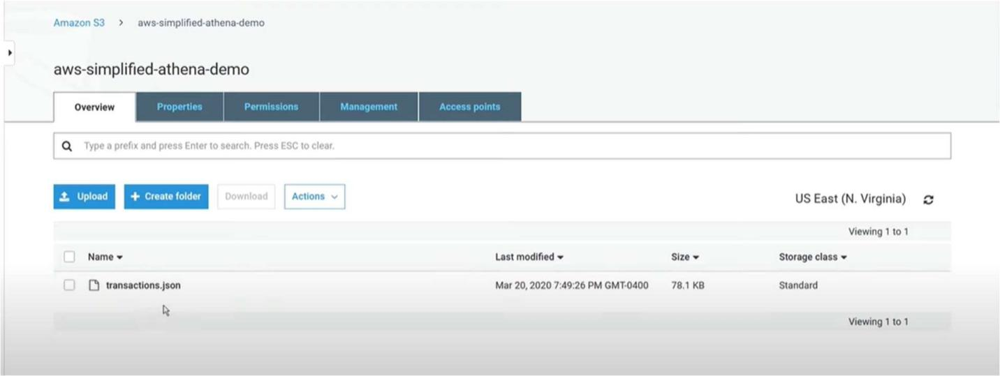 Amazon S3 > aws-simplified-athena-demo
aws-simplified-athena-demo
Overview Properties Permissions Management Access points
Type a prefix and press Enter to search. Press ESC to clear.
Upload + Create folder Download Actions US East (N. Virginia)
Viewing 1 to 1
Name Last modified Size Storage class
transactions.json Mar 20, 2020 7:49:26 PM GMT-0400 78.1 KB Standard
Viewing 1 to 1